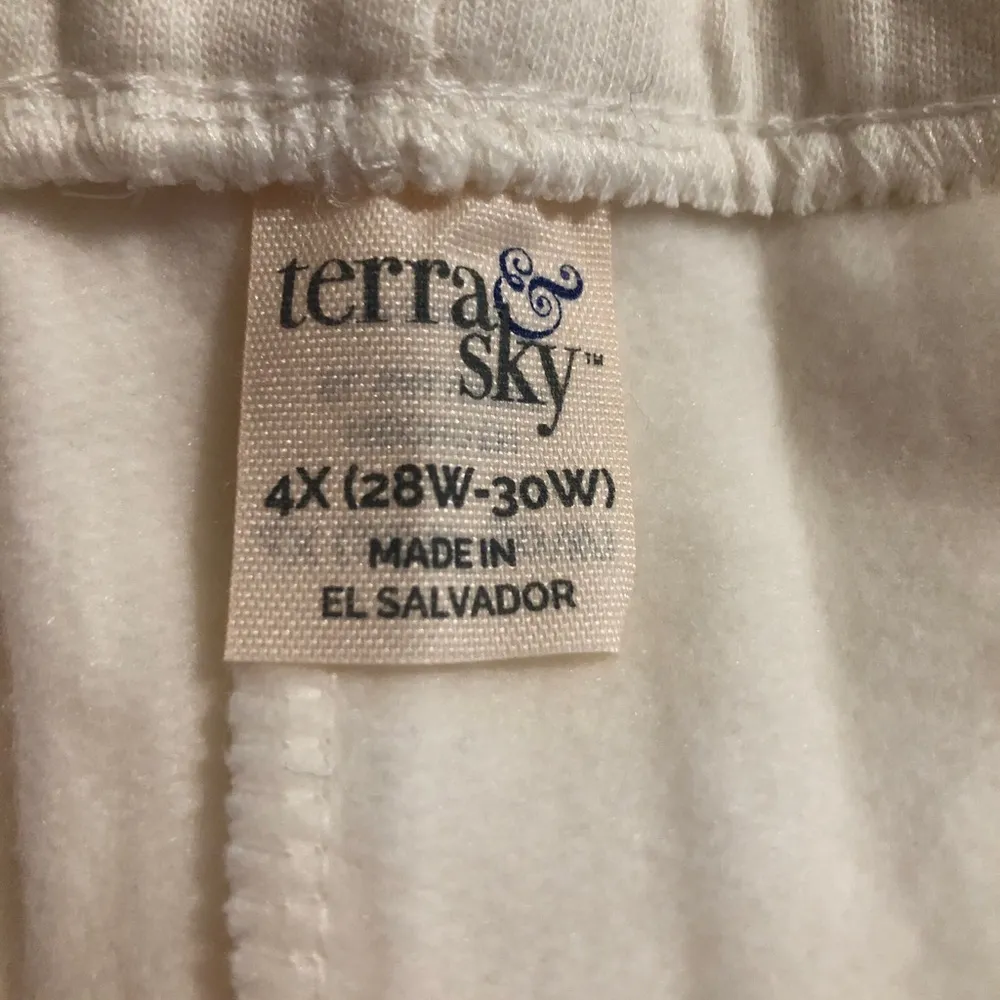 terra &
sky™
4X (28W-30W)
MADE IN
EL SALVADOR